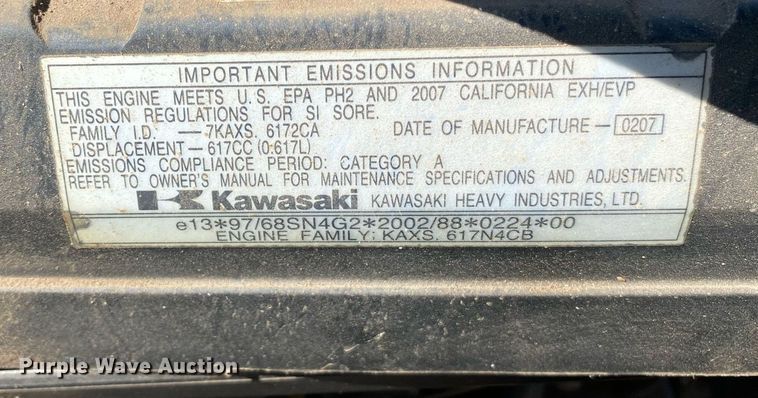 IMPORTANT EMISSIONS INFORMATION
THIS ENGINE MEETS U.S. EPA PH2 AND 2007 CALIFORNIA EXH/EVP
EMISSION REGULATIONS FOR SI SORE.
FAMILY I.D. — 7KAXS. 6172CA DATE OF MANUFACTURE — 0207
DISPLACEMENT — 617CC (0.617L)
EMISSIONS COMPLIANCE PERIOD: CATEGORY A
REFER TO OWNER'S MANUAL FOR MAINTENANCE SPECIFICATIONS AND ADJUSTMENTS.
Kawasaki KAWASAKI HEAVY INDUSTRIES, LTD.
e13*97/68SN4G2*2002/88*0224*00
ENGINE FAMILY: KAXS. 617N4CB
Purple Wave Auction